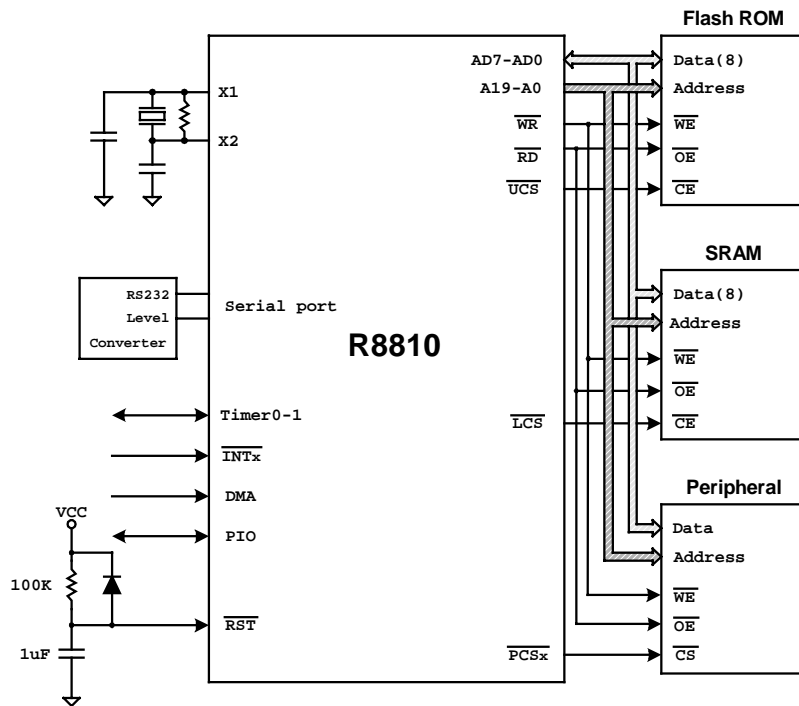 Flash ROM
AD7-AD0
Data(8)
A19-A0
Address
X1
WR
WE
X2
RD
OE
UCS
CE
SRAM
RS232
Data(8)
Serial port
Level
Address
Converter
R8810
WE
OE
Timer0-1
LCS
CE
INTx
Peripheral
DMA
VCC
Data
PIO
Address
100K
WE
RST
OE
1uF
PCSx
CS